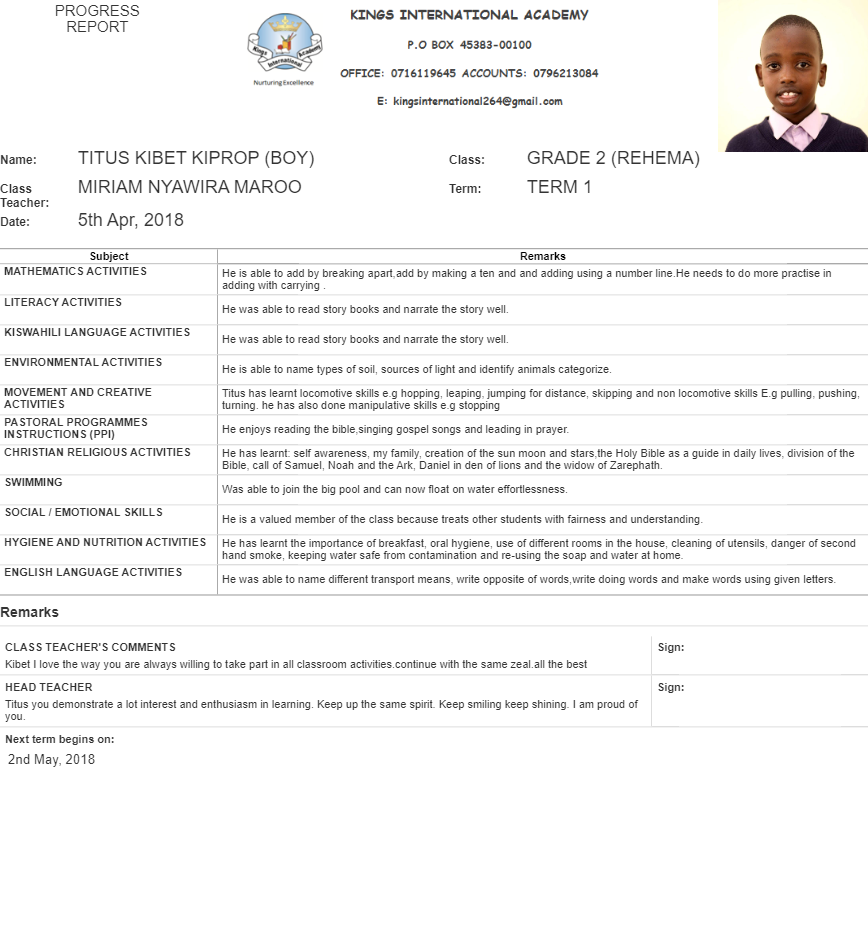 PROGRESS
REPORT
Kings International Academy
Nurturing Excellence
KINGS INTERNATIONAL ACADEMY
P.O BOX 45383-00100
OFFICE: 0716119645 ACCOUNTS: 0796213084
E: kingsinternational264@gmail.com
Name: TITUS KIBET KIPROP (BOY) Class: GRADE 2 (REHEMA)
Class Teacher: MIRIAM NYAWIRA MAROO Term: TERM 1
Date: 5th Apr, 2018
Subject Remarks
MATHEMATICS ACTIVITIES
He is able to add by breaking apart,add by making a ten and and adding using a number line.He needs to do more practise in
adding with carrying .
LITERACY ACTIVITIES
He was able to read story books and narrate the story well.
KISWAHILI LANGUAGE ACTIVITIES
He was able to read story books and narrate the story well.
ENVIRONMENTAL ACTIVITIES
He is able to name types of soil, sources of light and identify animals categorize.
MOVEMENT AND CREATIVE
ACTIVITIES
Titus has learnt locomotive skills e.g hopping, leaping, jumping for distance, skipping and non locomotive skills E.g pulling, pushing,
turning. he has also done manipulative skills e.g stopping
PASTORAL PROGRAMMES
INSTRUCTIONS (PPI)
He enjoys reading the bible,singing gospel songs and leading in prayer.
CHRISTIAN RELIGIOUS ACTIVITIES
He has learnt: self awareness, my family, creation of the sun moon and stars,the Holy Bible as a guide in daily lives, division of the
Bible, call of Samuel, Noah and the Ark, Daniel in den of lions and the widow of Zarephath.
SWIMMING
Was able to join the big pool and can now float on water effortlessness.
SOCIAL / EMOTIONAL SKILLS
He is a valued member of the class because treats other students with fairness and understanding.
HYGIENE AND NUTRITION ACTIVITIES
He has learnt the importance of breakfast, oral hygiene, use of different rooms in the house, cleaning of utensils, danger of second
hand smoke, keeping water safe from contamination and re-using the soap and water at home.
ENGLISH LANGUAGE ACTIVITIES
He was able to name different transport means, write opposite of words,write doing words and make words using given letters.
Remarks
CLASS TEACHER'S COMMENTS Sign:
Kibet I love the way you are always willing to take part in all classroom activities.continue with the same zeal.all the best
HEAD TEACHER Sign:
Titus you demonstrate a lot interest and enthusiasm in learning. Keep up the same spirit. Keep smiling keep shining. I am proud of
you.
Next term begins on:
2nd May, 2018